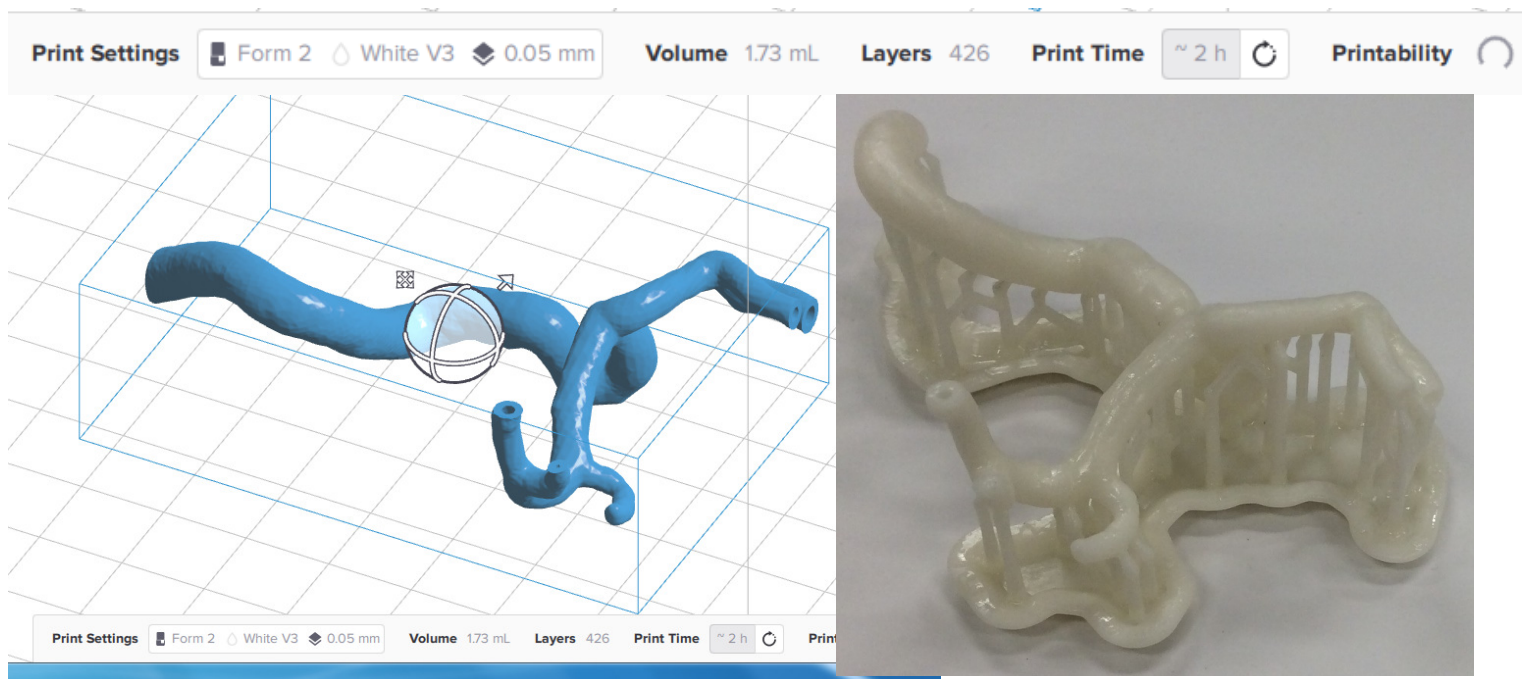 Print Settings Form 2 White V3 0.05 mm Volume 1.73 mL Layers 426 Print Time ~ 2 h Printability
Print Settings Form 2 White V3 0.05 mm Volume 1.73 mL Layers 426 Print Time ~ 2 h Prin